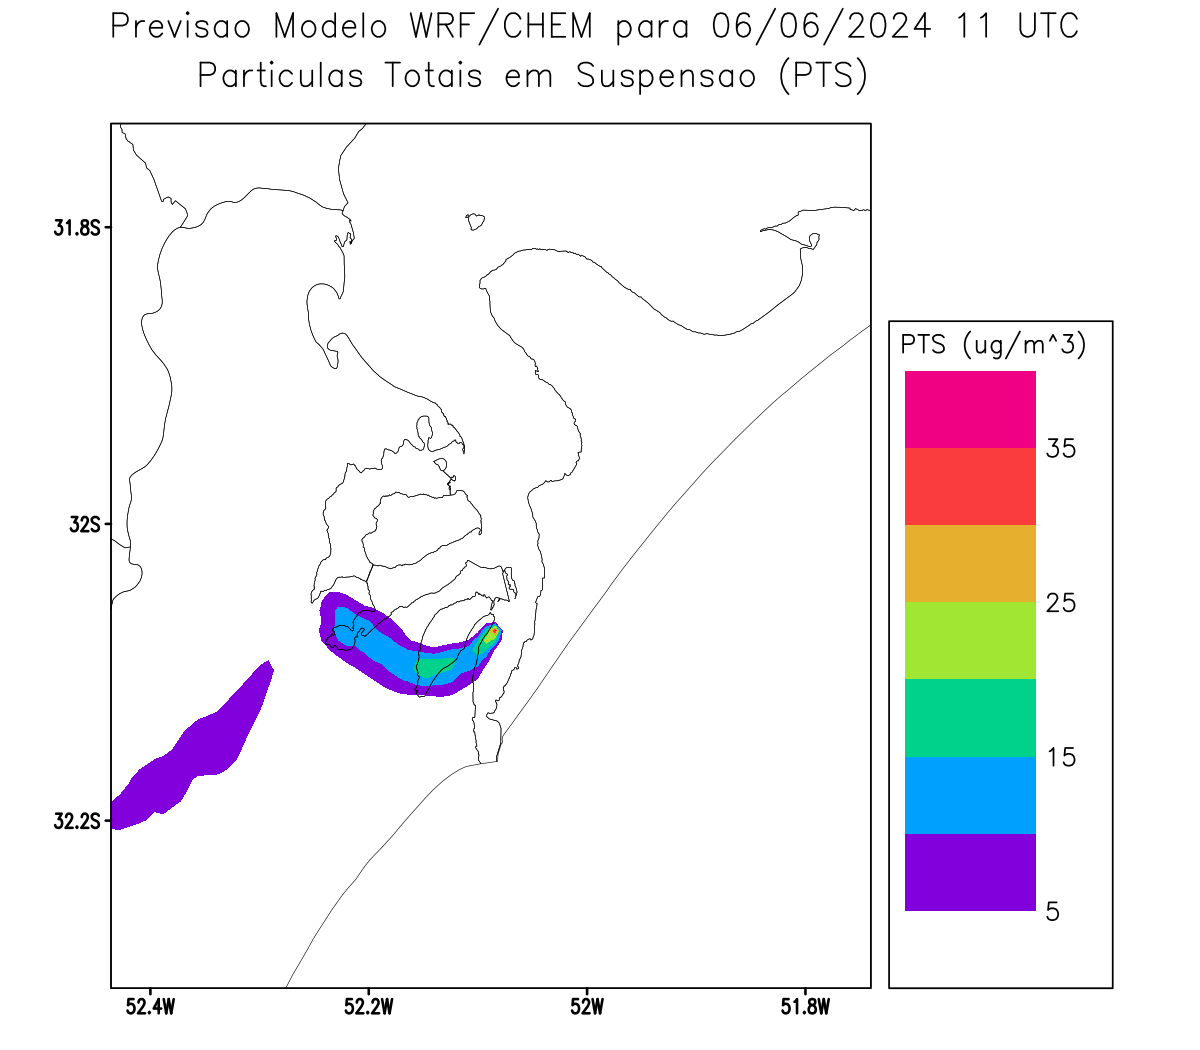 Previsao Modelo WRF/CHEM para 06/06/2024 11 UTC
Particulas Totais em Suspensao (PTS)
31.8S
32S
32.2S
52.4W
52.2W
52W
51.8W
PTS (ug/m^3)
35
25
15
5